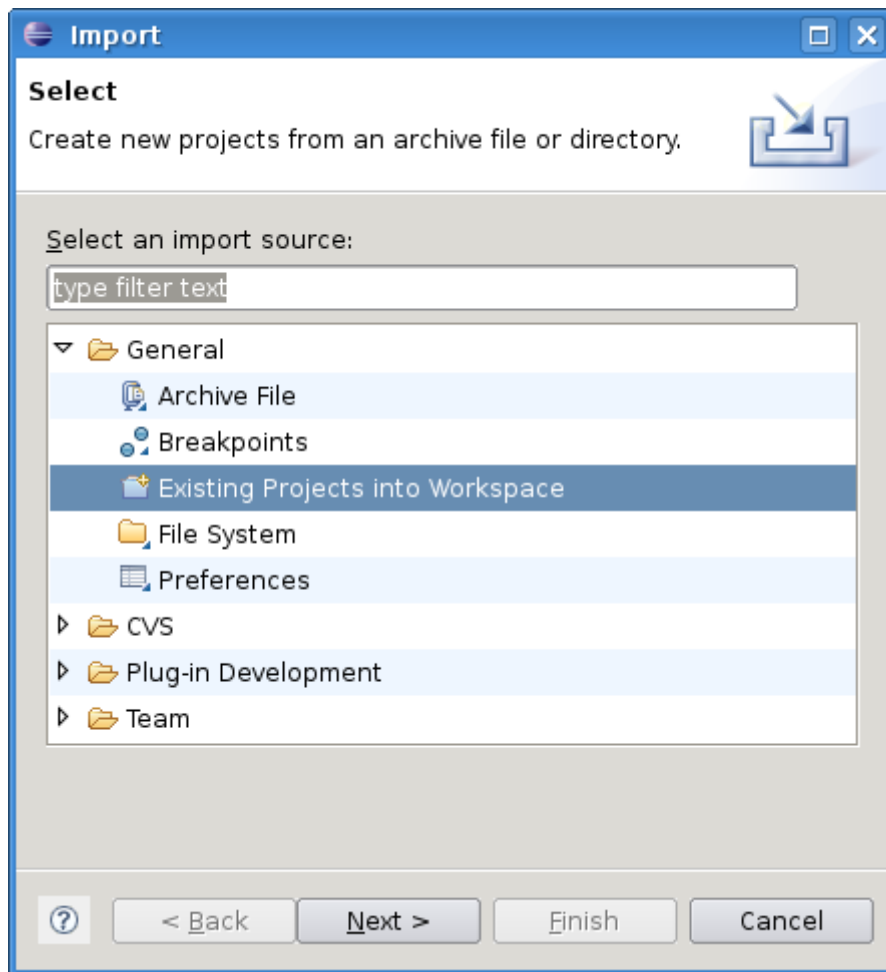 Import
Select
Create new projects from an archive file or directory.
Select an import source:
type filter text
General
Archive File
Breakpoints
Existing Projects into Workspace
File System
Preferences
CVS
Plug-in Development
Team
? < Back Next > Finish Cancel